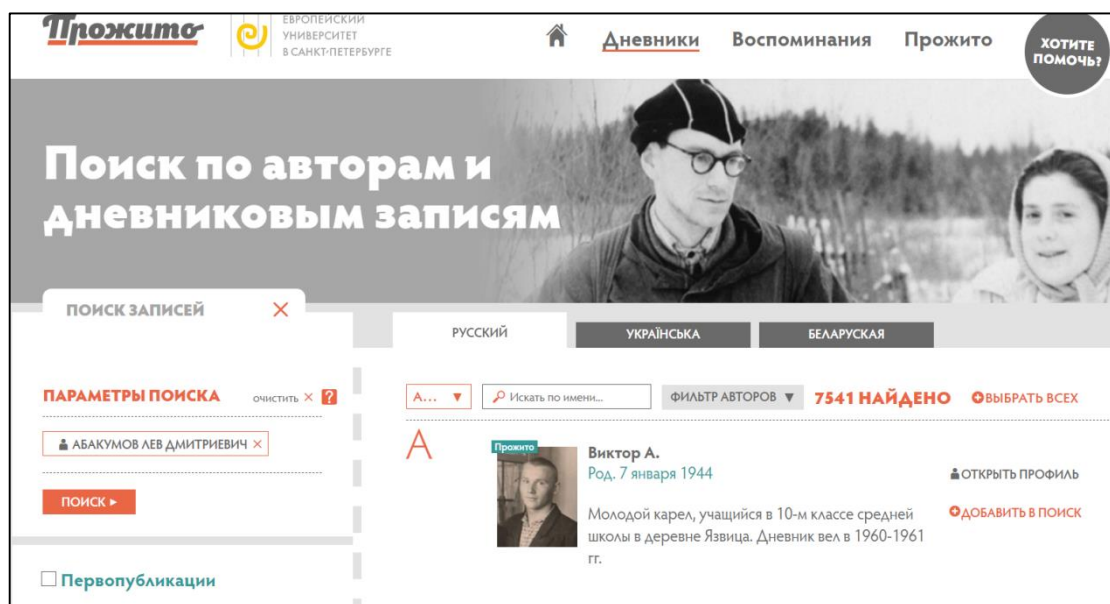 Прожито
ЕВРОПЕЙСКИЙ
УНИВЕРСИТЕТ
В САНКТ-ПЕТЕРБУРГЕ
Дневники
Воспоминания
Прожито
ХОТИТЕ
ПОМОЧЬ?
Поиск по авторам и
дневниковым записям
ПОИСК ЗАПИСЕЙ ×
РУССКИЙ
УКРАЇНСЬКА
БЕЛАРУСКАЯ
ПАРАМЕТРЫ ПОИСКА
очистить × ?
АБАКУМОВ ЛЕВ ДМИТРИЕВИЧ ×
ПОИСК ▸
Первопубликации
А... ▼
Искать по имени...
ФИЛЬТР АВТОРОВ ▼
7541 НАЙДЕНО
ВЫБРАТЬ ВСЕХ
А
Прожито
Виктор А.
Род. 7 января 1944
Молодой карел, учащийся в 10-м классе средней
школы в деревне Язвица. Дневник вел в 1960-1961
гг.
ОТКРЫТЬ ПРОФИЛЬ
ДОБАВИТЬ В ПОИСК